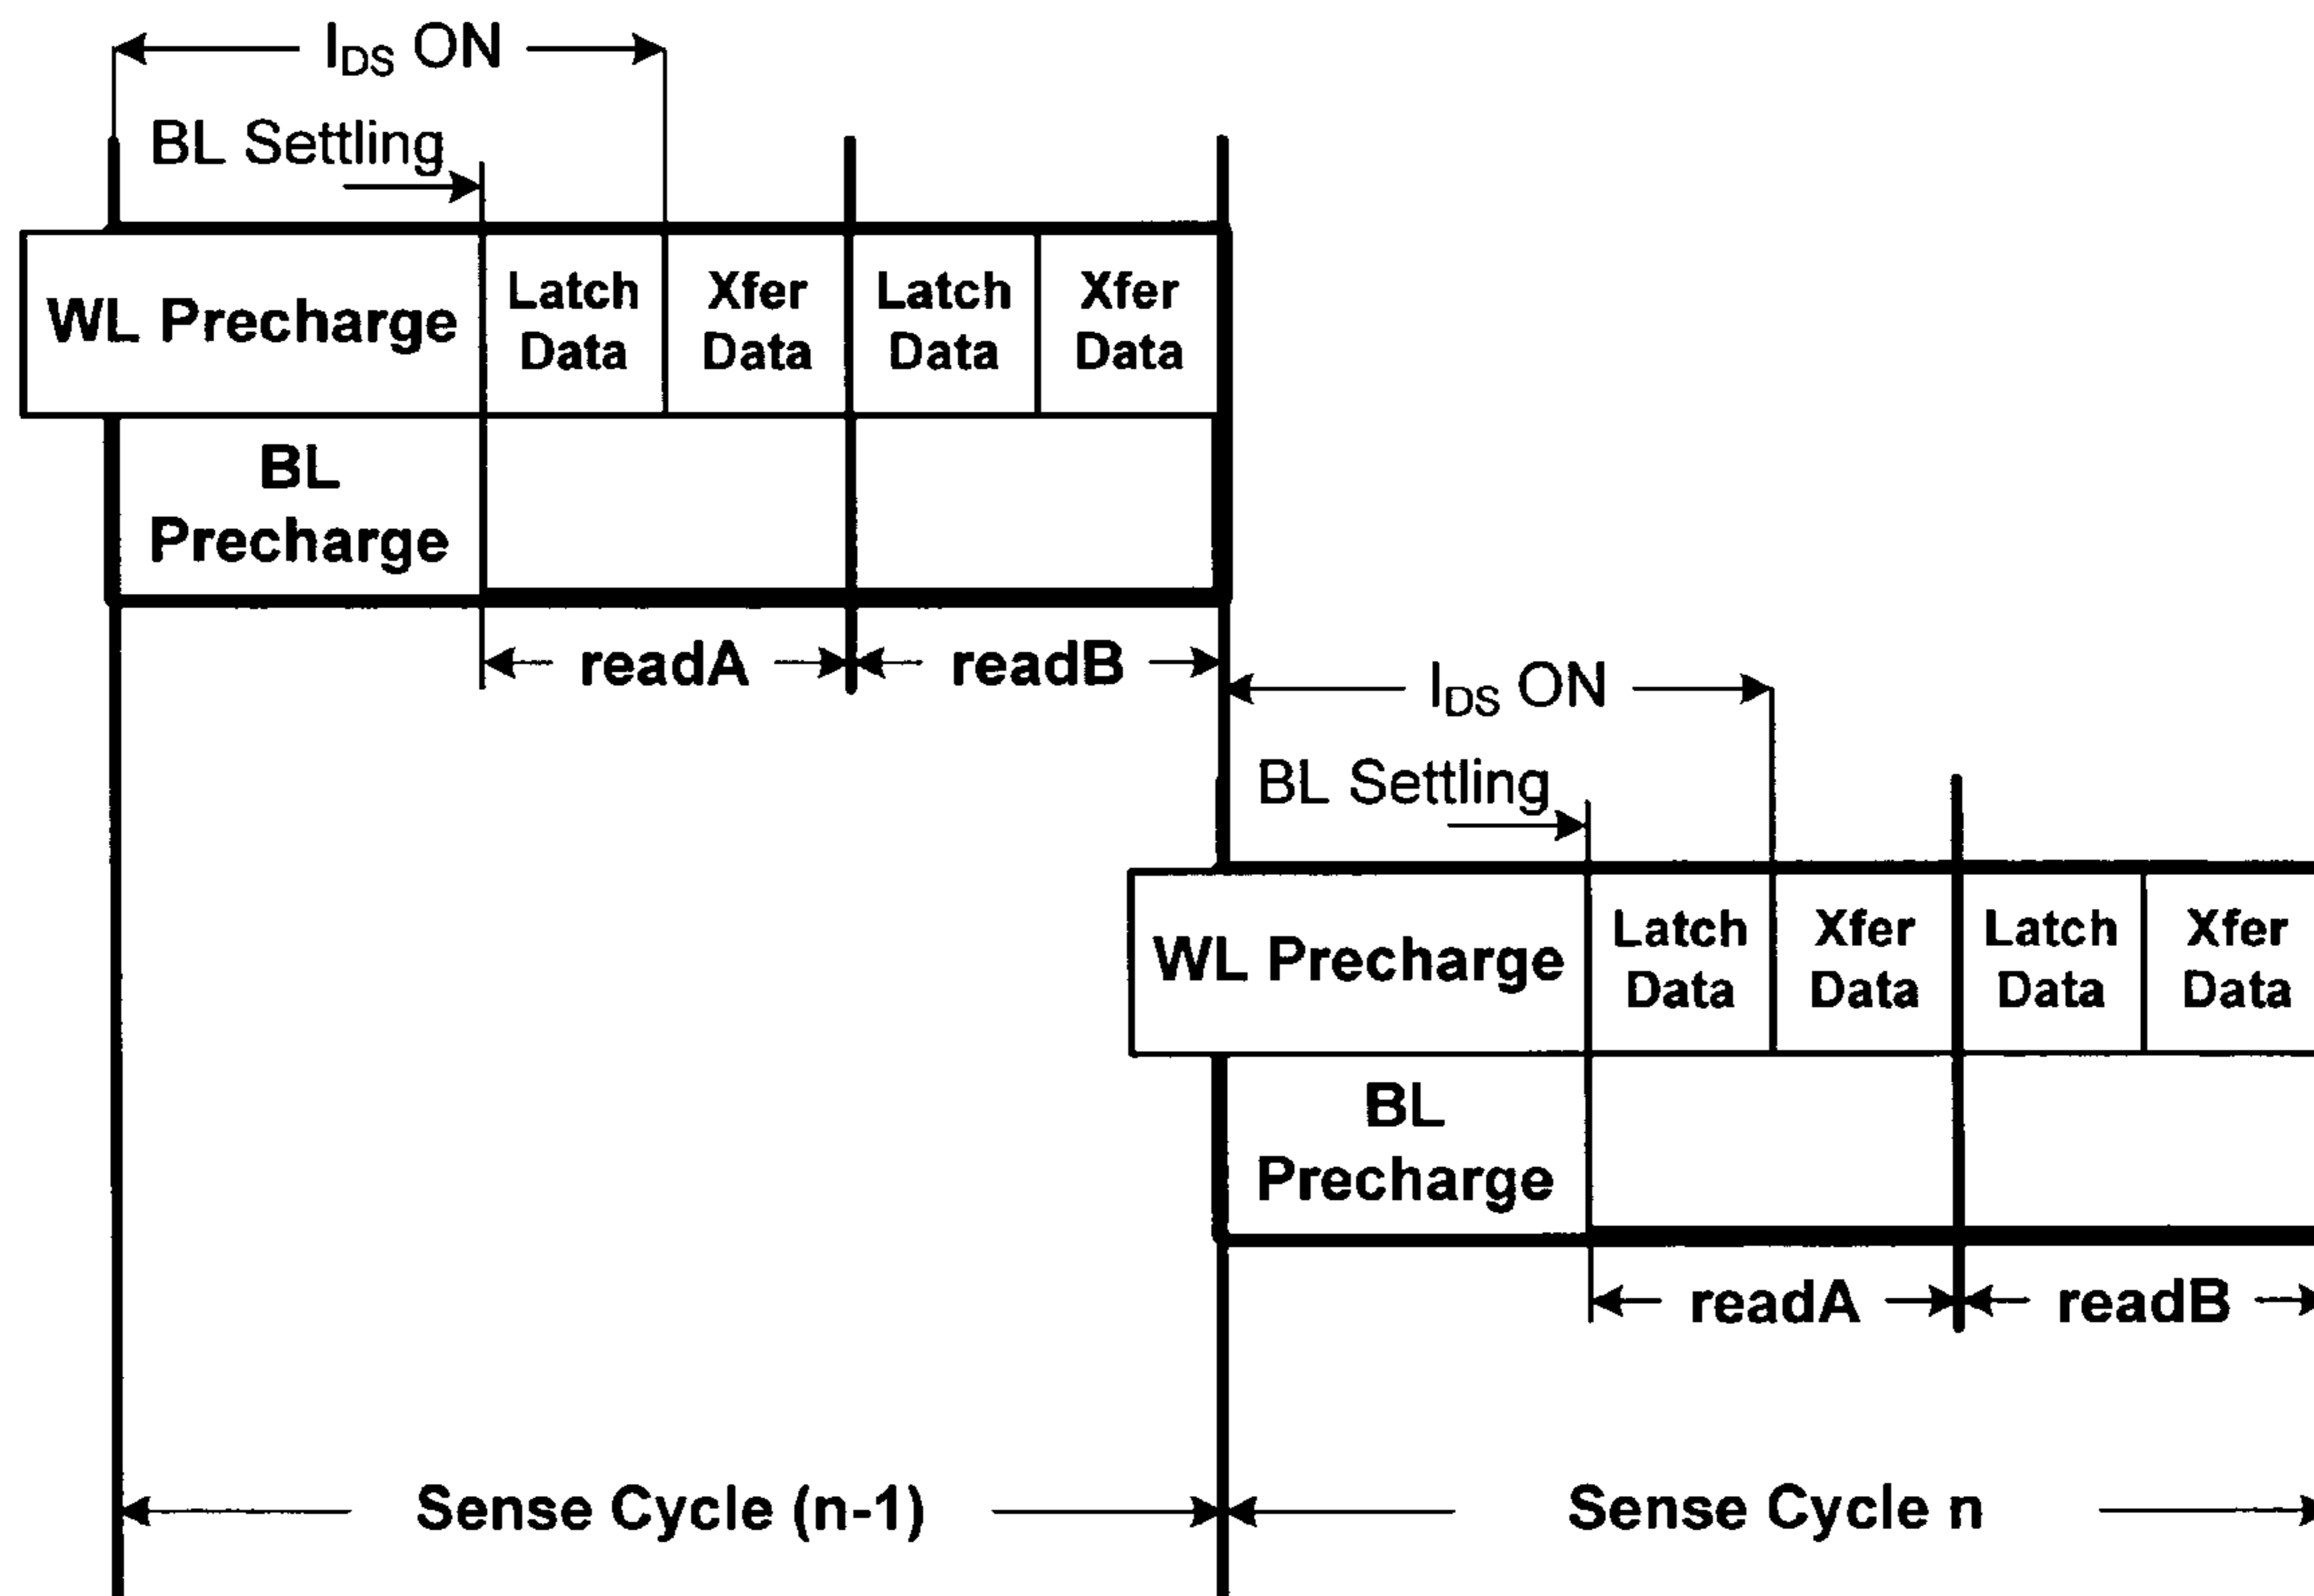 I_DS ON
BL Settling
WL Precharge
Latch Data
Xfer Data
Latch Data
Xfer Data
BL Precharge
readA
readB
I_DS ON
BL Settling
WL Precharge
Latch Data
Xfer Data
Latch Data
Xfer Data
BL Precharge
readA
readB
Sense Cycle (n-1)
Sense Cycle n